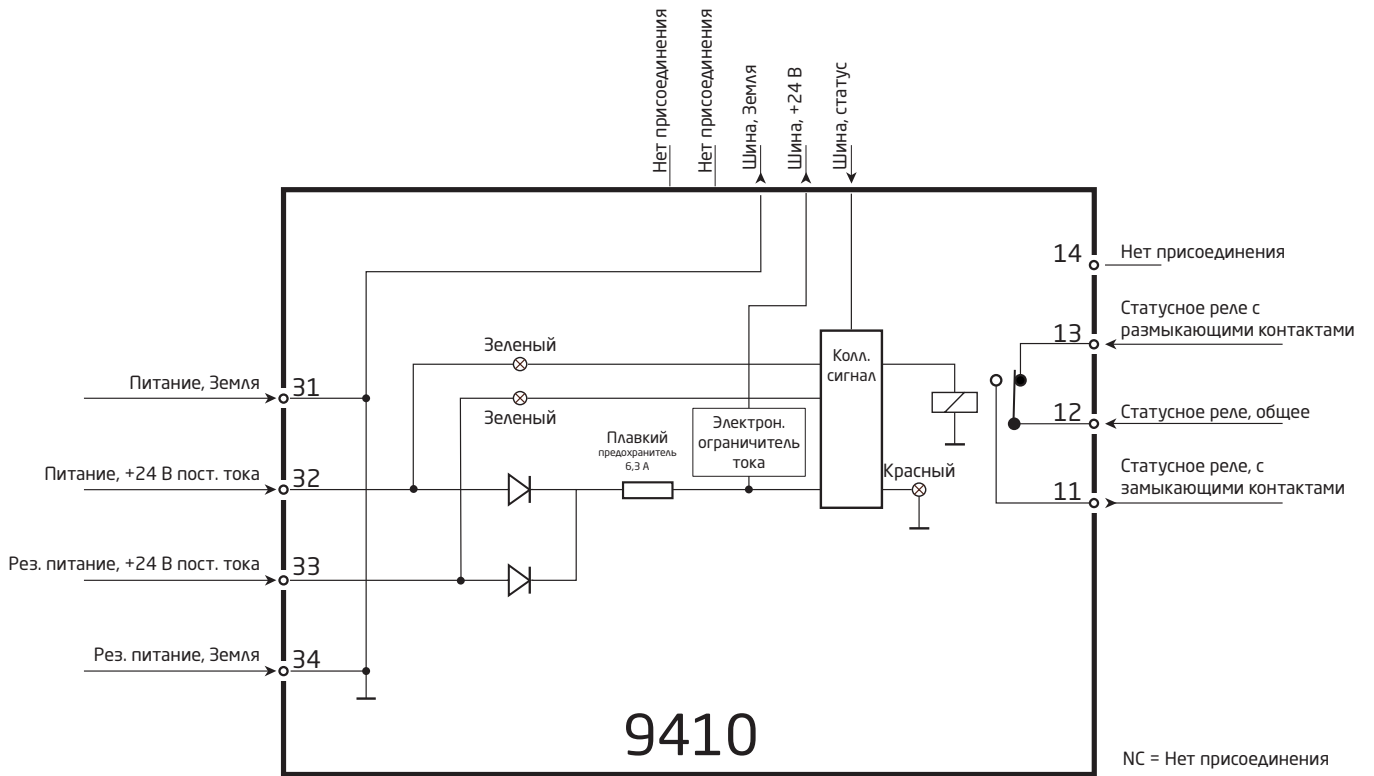 Нет присоединения
Нет присоединения
Шина, Земля
Шина, +24 В
Шина, статус
14
Нет присоединения
Статусное реле с
размыкающими контактами
13
Зеленый
Колл.
сигнал
Питание, Земля
31
Зеленый
12
Статусное реле, общее
Электрон.
ограничитель
тока
Плавкий
предохранитель
6,3 А
Питание, +24 В пост. тока
32
Красный
Статусное реле, с
замыкающими контактами
11
Рез. питание, +24 В пост. тока
33
Рез. питание, Земля
34
9410
NC = Нет присоединения